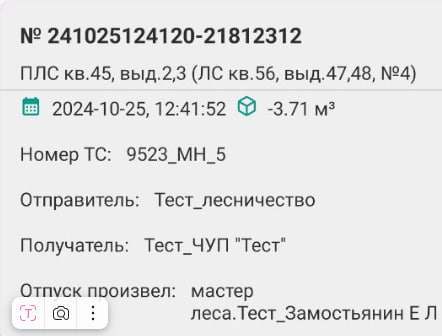 № 241025124120-21812312
ПЛС кв.45, выд.2,3 (ЛС кв.56, выд.47,48, №4)
2024-10-25, 12:41:52 -3.71 м³
Номер ТС: 9523_МН_5
Отправитель: Тест_лесничество
Получатель: Тест_ЧУП "Тест"
Отпуск произвел: мастер
леса.Тест_Замостьянин Е Л